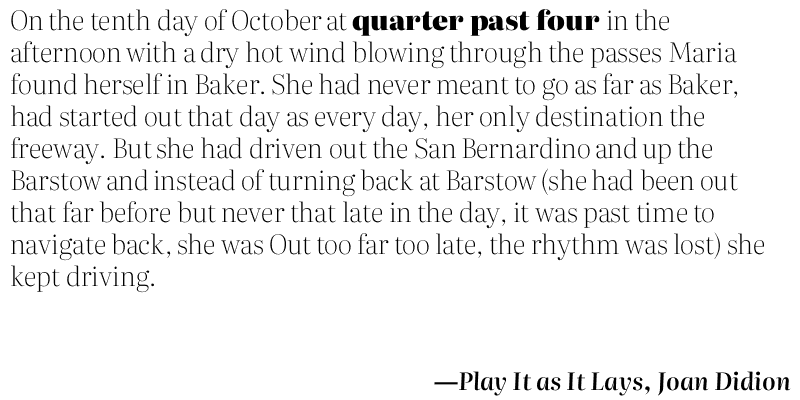 On the tenth day of October at quarter past four in the
afternoon with a dry hot wind blowing through the passes Maria
found herself in Baker. She had never meant to go as far as Baker,
had started out that day as every day, her only destination the
freeway. But she had driven out the San Bernardino and up the
Barstow and instead of turning back at Barstow (she had been out
that far before but never that late in the day, it was past time to
navigate back, she was Out too far too late, the rhythm was lost) she
kept driving.
—Play It as It Lays, Joan Didion